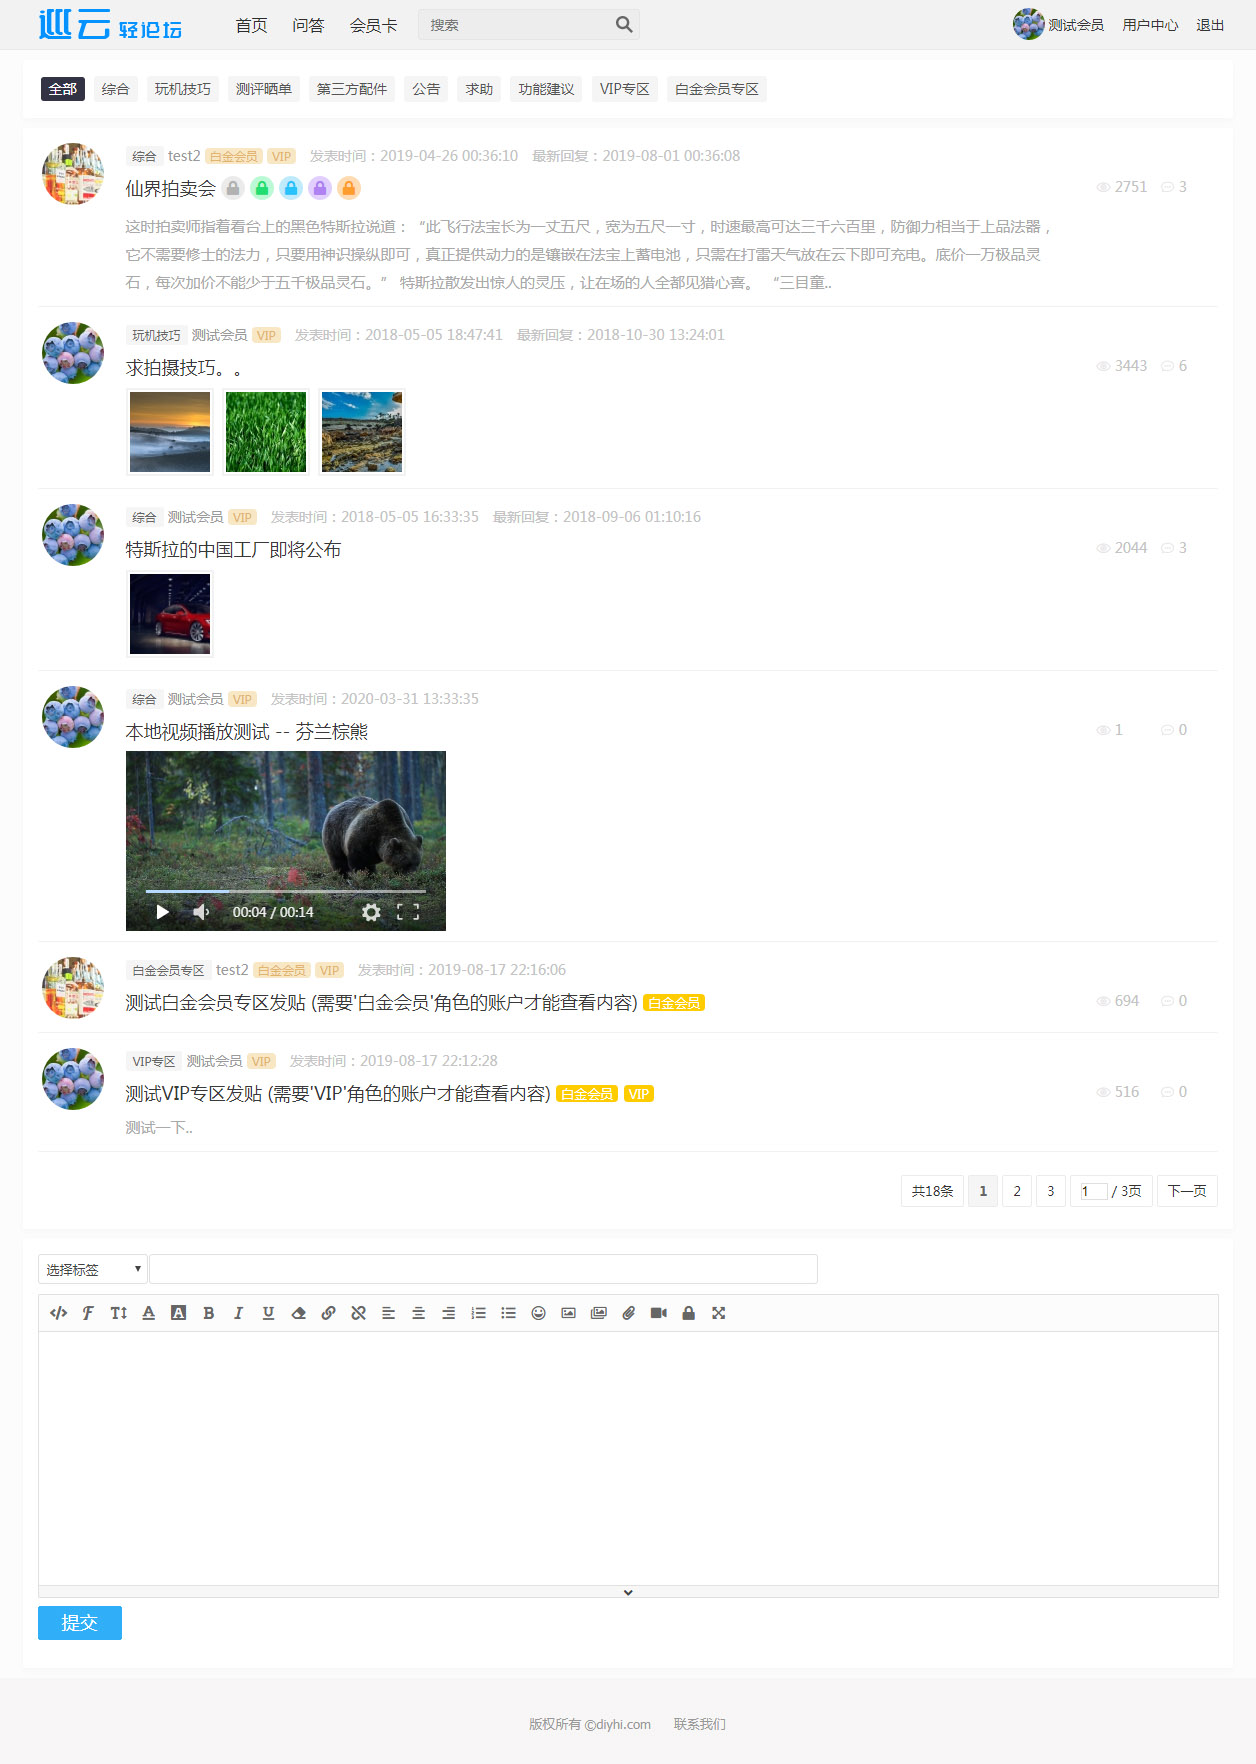 巡云 轻论坛 首页 问答 会员卡 搜索 测试会员 用户中心 退出
全部 综合 玩机技巧 测评晒单 第三方配件 公告 求助 功能建议 VIP专区 白金会员专区
综合 test2 白金会员 VIP 发表时间：2019-04-26 00:36:10 最新回复：2019-08-01 00:36:08
仙界拍卖会 2751 3
这时拍卖师指着看台上的黑色特斯拉说道：“此飞行法宝长为一丈五尺，宽为五尺一寸，时速最高可达三千六百里，防御力相当于上品法器，
它不需要修士的法力，只要用神识操纵即可，真正提供动力的是镶嵌在法宝上蓄电池，只需在打雷天气放在云下即可充电。底价一万极品灵
石，每次加价不能少于五千极品灵石。” 特斯拉散发出惊人的灵压，让在场的人全都见猎心喜。 “三目童..
玩机技巧 测试会员 VIP 发表时间：2018-05-05 18:47:41 最新回复：2018-10-30 13:24:01
求拍摄技巧。。 3443 6
综合 测试会员 VIP 发表时间：2018-05-05 16:33:35 最新回复：2018-09-06 01:10:16
特斯拉的中国工厂即将公布 2044 3
综合 测试会员 VIP 发表时间：2020-03-31 13:33:35
本地视频播放测试 -- 芬兰棕熊 1 0
00:04 / 00:14
白金会员专区 test2 白金会员 VIP 发表时间：2019-08-17 22:16:06
测试白金会员专区发贴 (需要'白金会员'角色的账户才能查看内容) 白金会员 694 0
VIP专区 测试会员 VIP 发表时间：2019-08-17 22:12:28
测试VIP专区发贴 (需要'VIP'角色的账户才能查看内容) 白金会员 VIP 516 0
测试一下..
共18条 1 2 3 1 / 3页 下一页
选择标签
提交
版权所有 ©diyhi.com 联系我们